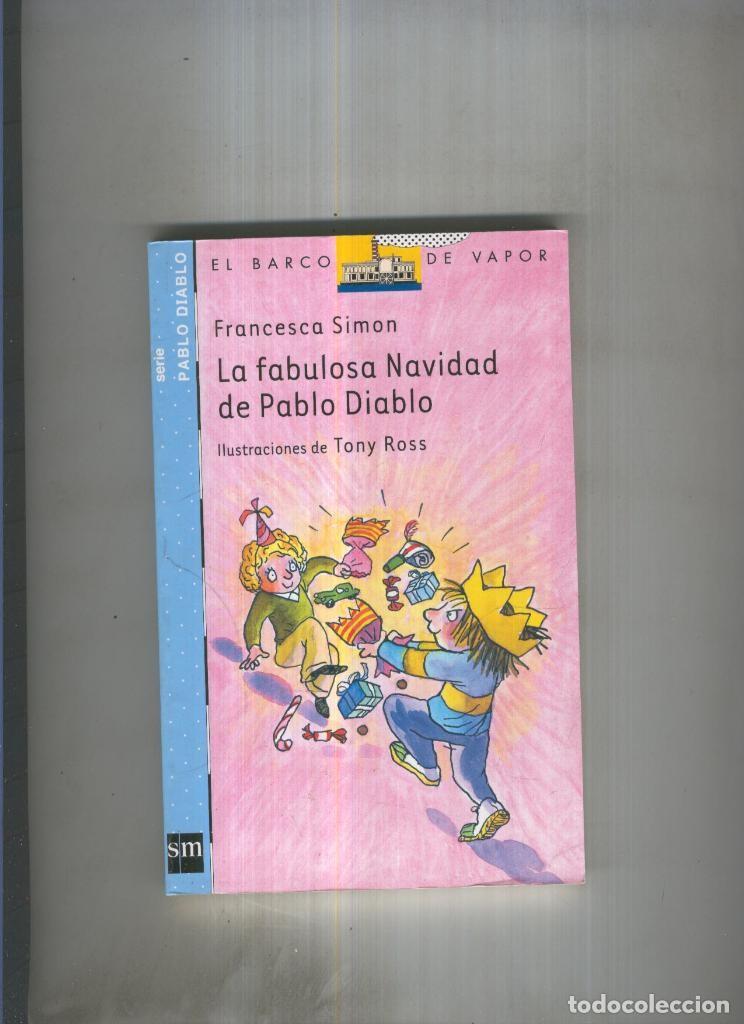 EL BARCO DE VAPOR
serie
PABLO DIABLO
Francesca Simon
La fabulosa Navidad
de Pablo Diablo
Ilustraciones de Tony Ross
sm
todocoleccion